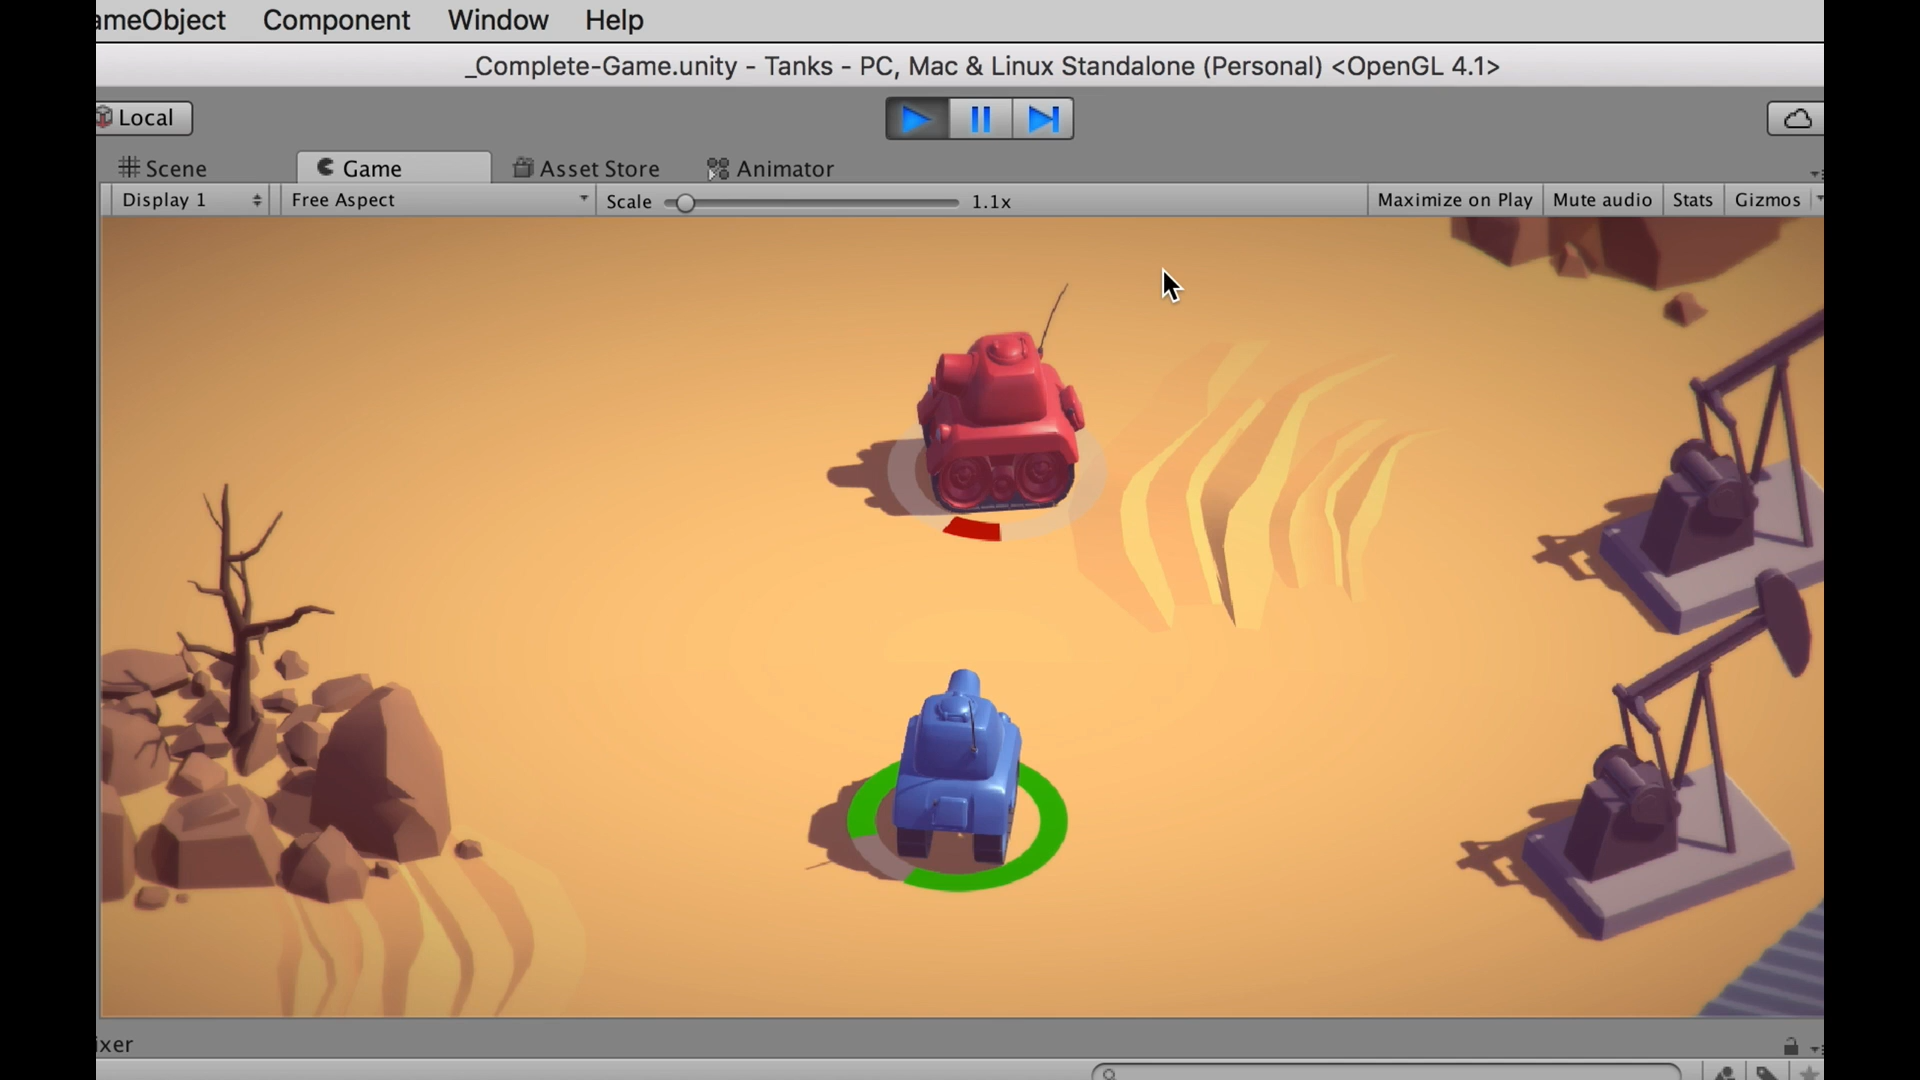 ameObject Component Window Help
_Complete-Game.unity - Tanks - PC, Mac & Linux Standalone (Personal) <OpenGL 4.1>
Local
Scene Game Asset Store Animator
Display 1 Free Aspect Scale 1.1x Maximize on Play Mute audio Stats Gizmos
ixer